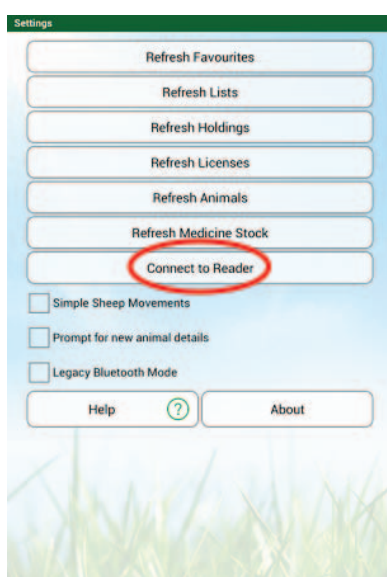 Settings
Refresh Favourites
Refresh Lists
Refresh Holdings
Refresh Licenses
Refresh Animals
Refresh Medicine Stock
Connect to Reader
Simple Sheep Movements
Prompt for new animal details
Legacy Bluetooth Mode
Help ? About